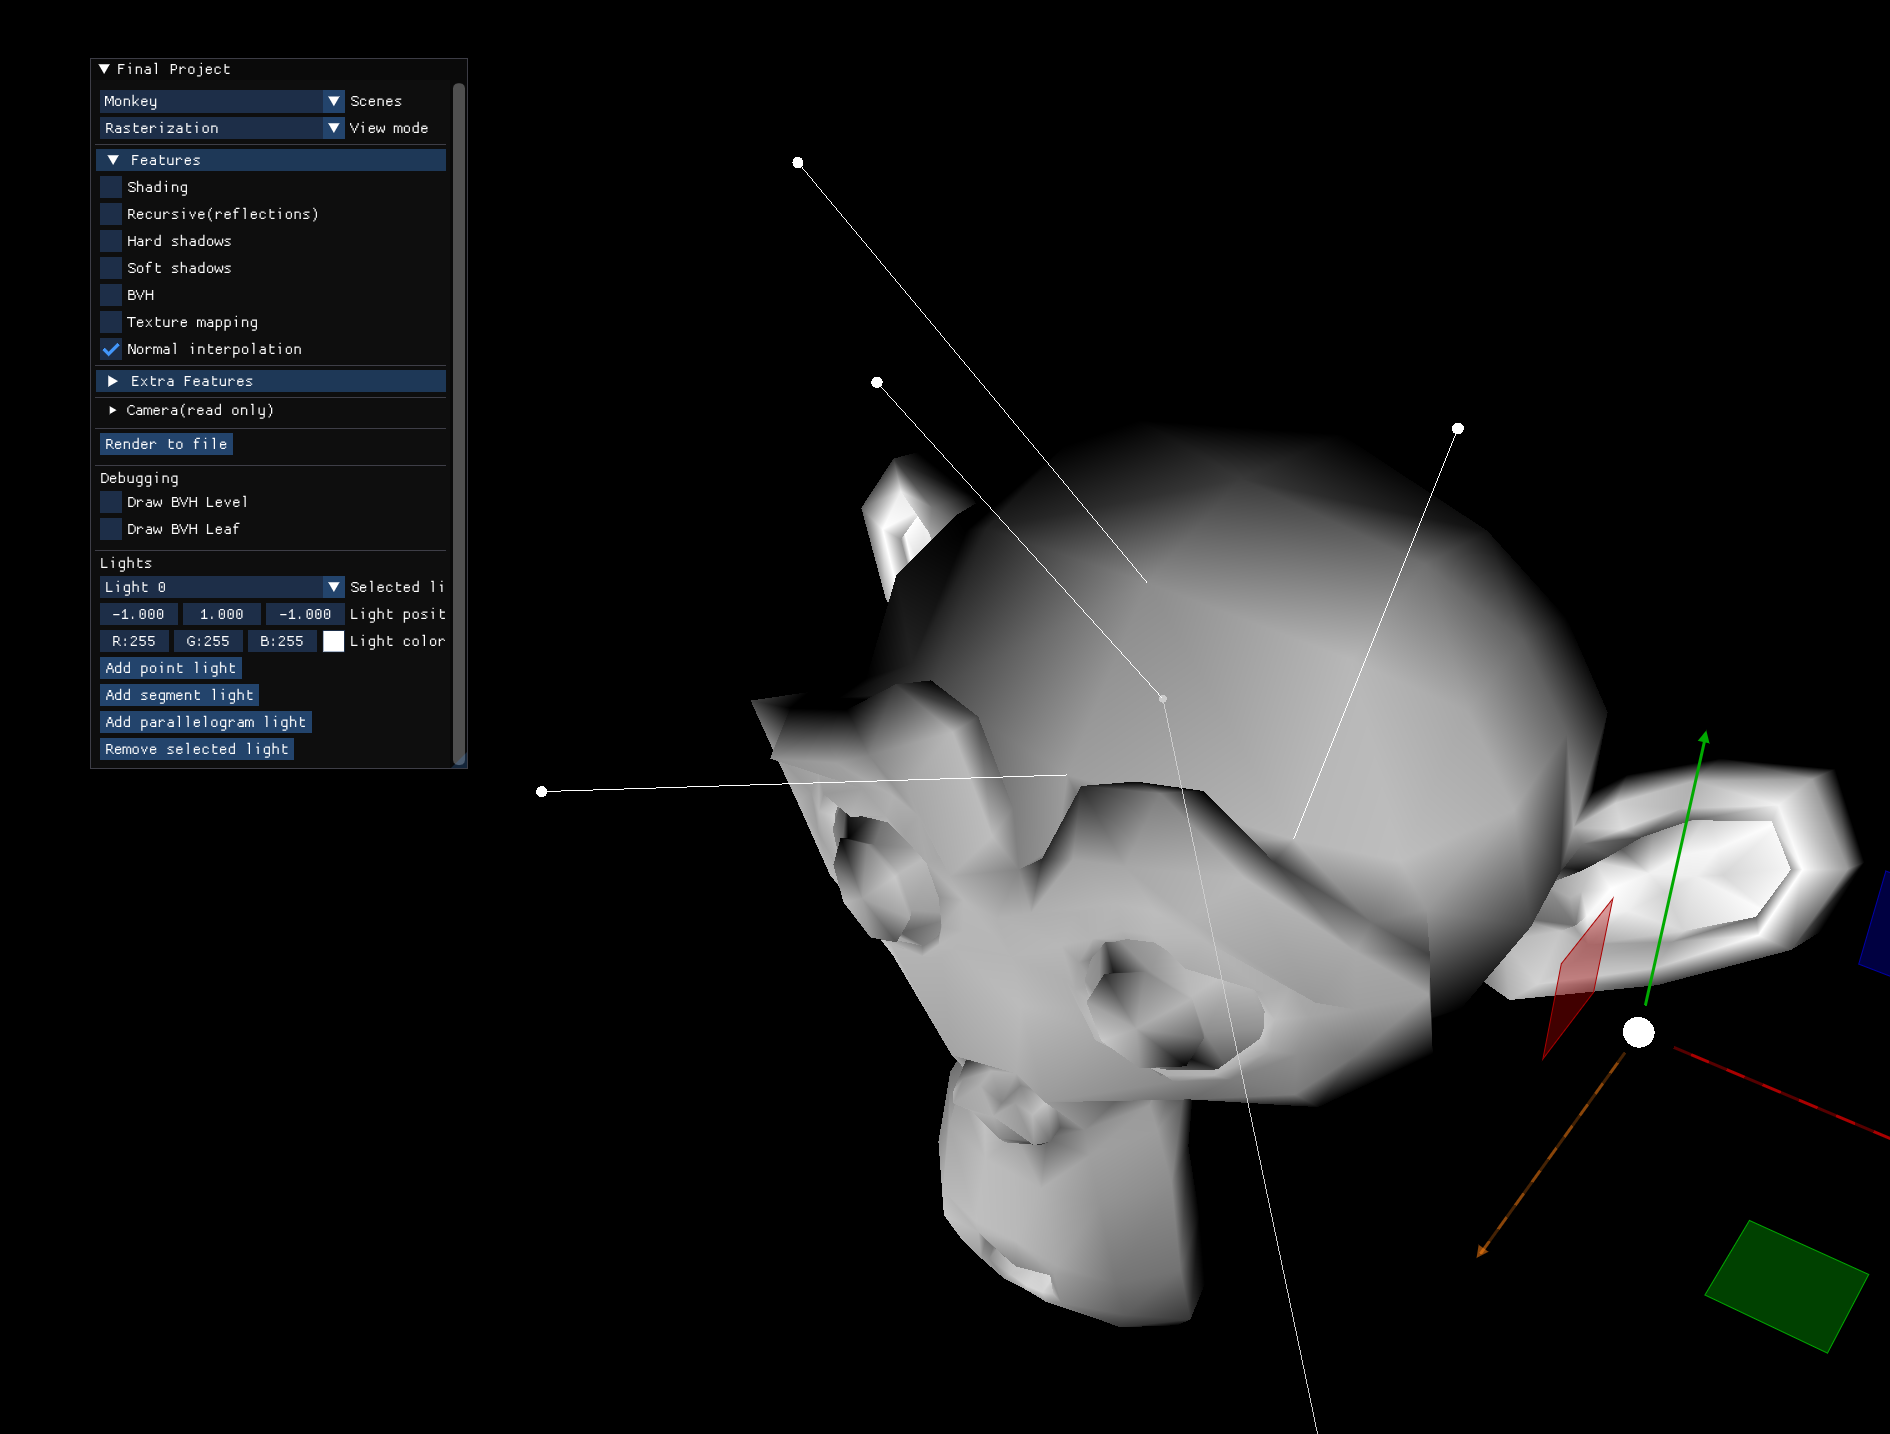 Final Project
Monkey Scenes
Rasterization View mode
Features
Shading
Recursive(reflections)
Hard shadows
Soft shadows
BVH
Texture mapping
Normal interpolation
Extra Features
Camera(read only)
Render to file
Debugging
Draw BVH Level
Draw BVH Leaf
Lights
Light 0 Selected li
-1.000 1.000 -1.000 Light posit
R:255 G:255 B:255 Light color
Add point light
Add segment light
Add parallelogram light
Remove selected light